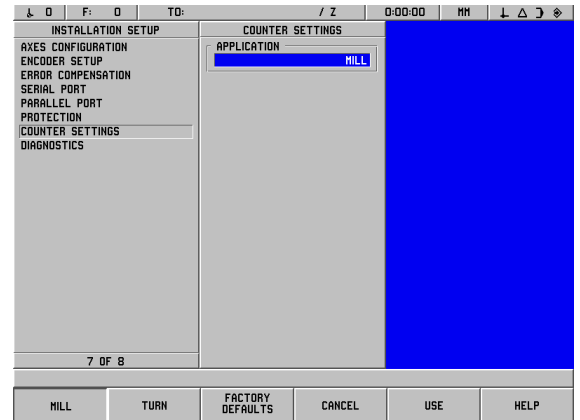 0 F: 0 T0: / Z 0:00:00 MM
INSTALLATION SETUP
AXES CONFIGURATION
ENCODER SETUP
ERROR COMPENSATION
SERIAL PORT
PARALLEL PORT
PROTECTION
COUNTER SETTINGS
DIAGNOSTICS
7 OF 8
COUNTER SETTINGS
APPLICATION
MILL
MILL
TURN
FACTORY
DEFAULTS
CANCEL
USE
HELP